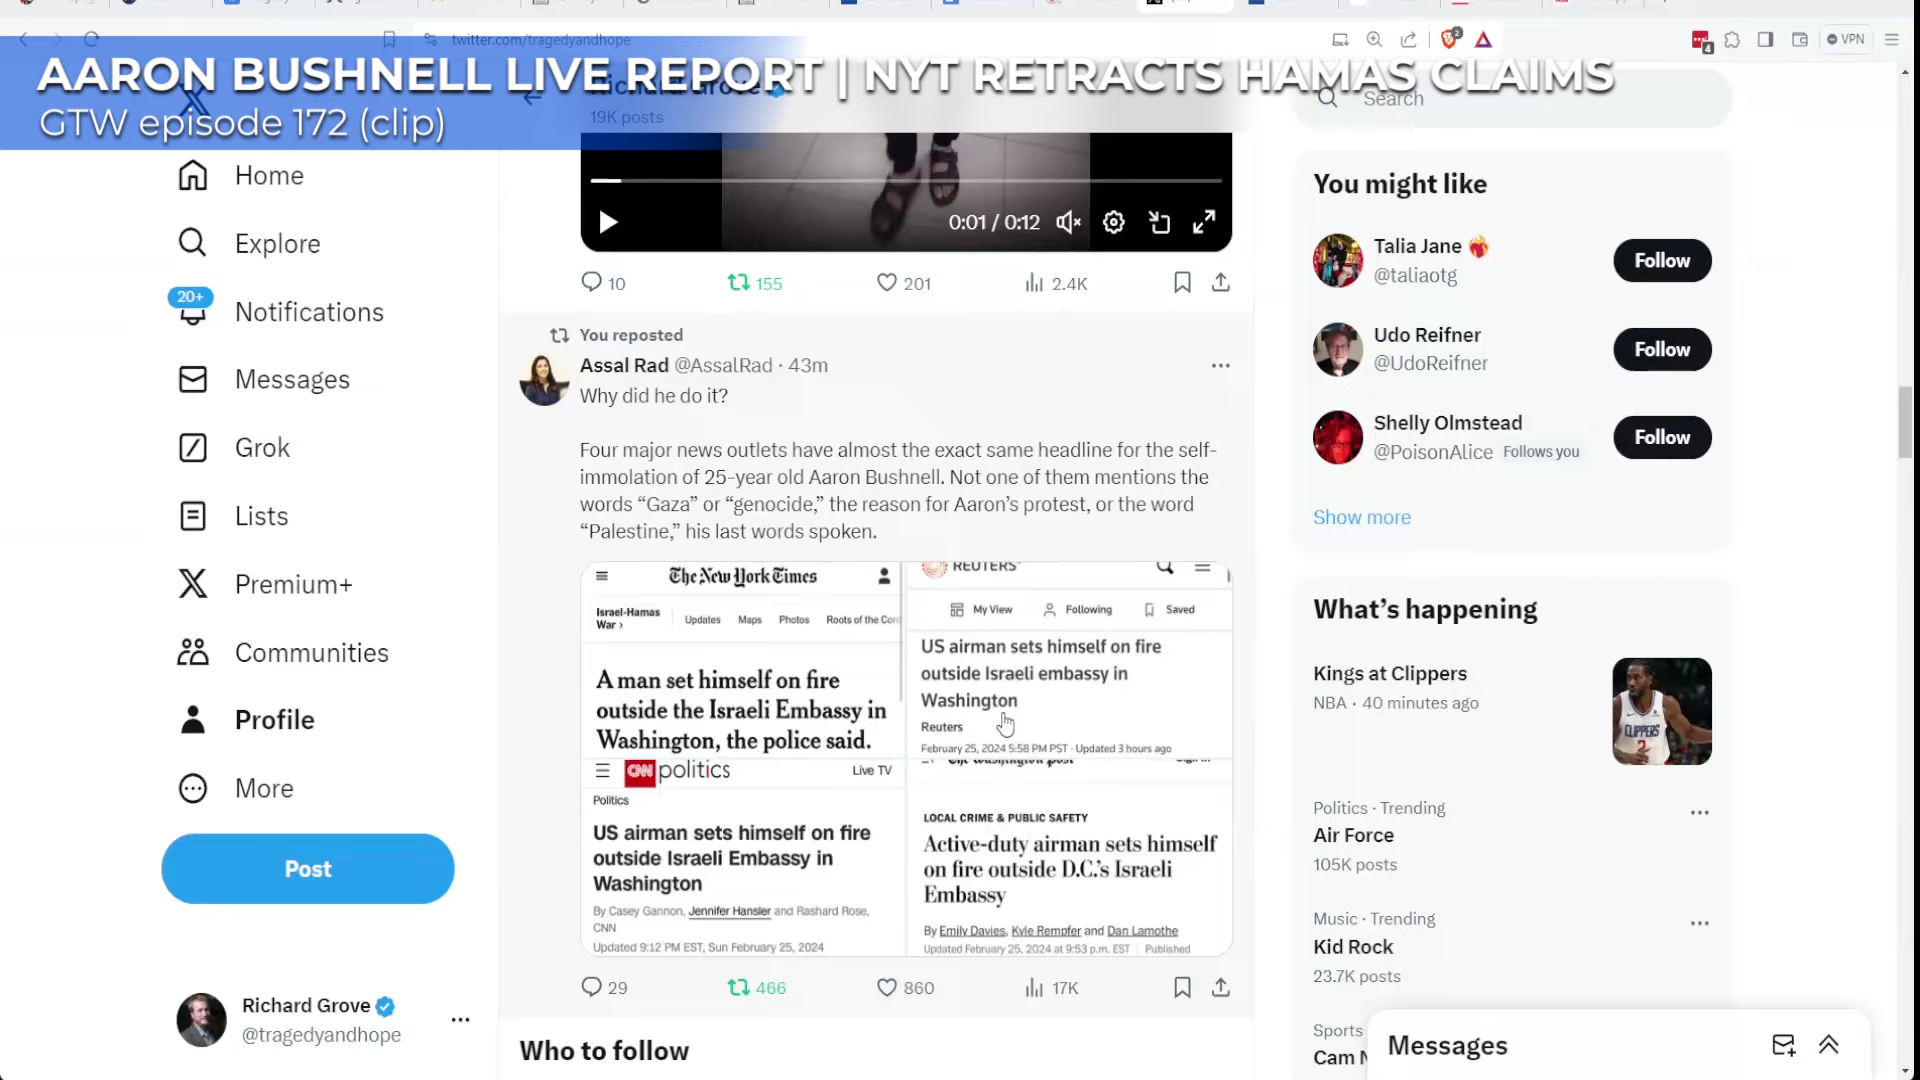 twitter.com/tragedyandhope
VPN
AARON BUSHNELL LIVE REPORT | NYT RETRACTS HAMAS CLAIMS
GTW episode 172 (clip)
Richard Grove
19K posts
Search
Home
Explore
20+
Notifications
Messages
Grok
Lists
Premium+
Communities
Profile
More
Post
Richard Grove
@tragedyandhope
0:01 / 0:12
10
155
201
2.4K
You reposted
Assal Rad @AssalRad · 43m
Why did he do it?
Four major news outlets have almost the exact same headline for the self-
immolation of 25-year old Aaron Bushnell. Not one of them mentions the
words “Gaza” or “genocide,” the reason for Aaron’s protest, or the word
“Palestine,” his last words spoken.
The New York Times
Israel-Hamas
War ›
Updates
Maps
Photos
Roots of the Con
A man set himself on fire
outside the Israeli Embassy in
Washington, the police said.
REUTERS
My View
Following
Saved
US airman sets himself on fire
outside Israeli embassy in
Washington
Reuters
February 25, 2024 5:58 PM PST · Updated 3 hours ago
CNN politics
Live TV
Politics
US airman sets himself on fire
outside Israeli Embassy in
Washington
By Casey Gannon, Jennifer Hansler and Rashard Rose,
CNN
Updated 9:12 PM EST, Sun February 25, 2024
The Washington Post
LOCAL CRIME & PUBLIC SAFETY
Active-duty airman sets himself
on fire outside D.C.’s Israeli
Embassy
By Emily Davies, Kyle Rempfer and Dan Lamothe
Updated February 25, 2024 at 9:53 p.m. EST | Published
29
466
860
17K
Who to follow
You might like
Talia Jane
@taliaotg
Follow
Udo Reifner
@UdoReifner
Follow
Shelly Olmstead
@PoisonAlice Follows you
Follow
Show more
What’s happening
Kings at Clippers
NBA · 40 minutes ago
CLIPPERS
2
Politics · Trending
Air Force
105K posts
Music · Trending
Kid Rock
23.7K posts
Sports
Cam
Messages